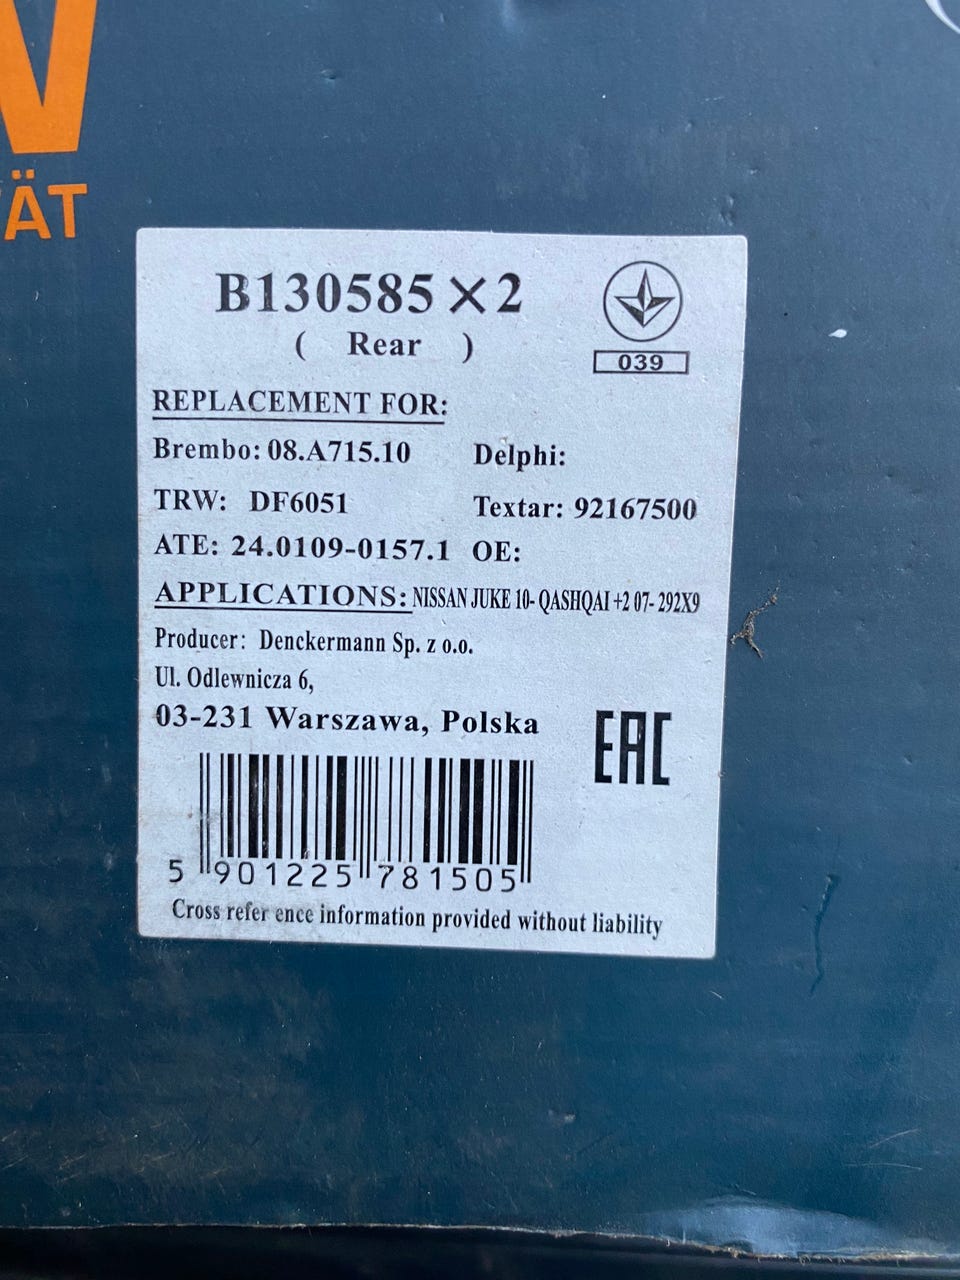 ÄT
B130585×2
( Rear )
039
REPLACEMENT FOR:
Brembo: 08.A715.10 Delphi:
TRW: DF6051 Textar: 92167500
ATE: 24.0109-0157.1 OE:
APPLICATIONS: NISSAN JUKE 10- QASHQAI +2 07- 292X9
Producer: Denckermann Sp. z o.o.
Ul. Odlewnicza 6,
03-231 Warszawa, Polska
EAC
5 901225 781505
Cross refer ence information provided without liability